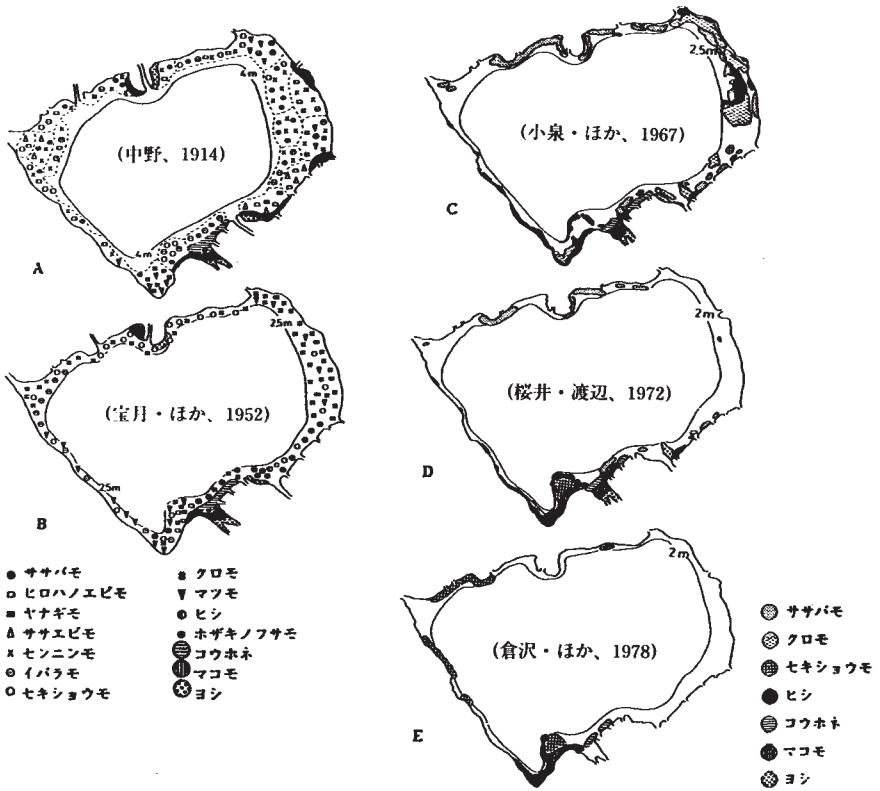 4m
(中野、1914)
4m
A
2.5m
(宝月・ほか、1952)
2.5m
B
2.5m
(小泉・ほか、1967)
C
2m
(桜井・渡辺、1972)
D
2m
(倉沢・ほか、1978)
E
ササバモ
ヒロハノエビモ
ヤナギモ
ササエビモ
センニンモ
イバラモ
セキショウモ
クロモ
マツモ
ヒシ
ホザキノフサモ
コウホネ
マコモ
ヨシ
ササバモ
クロモ
セキショウモ
ヒシ
コウホネ
マコモ
ヨシ